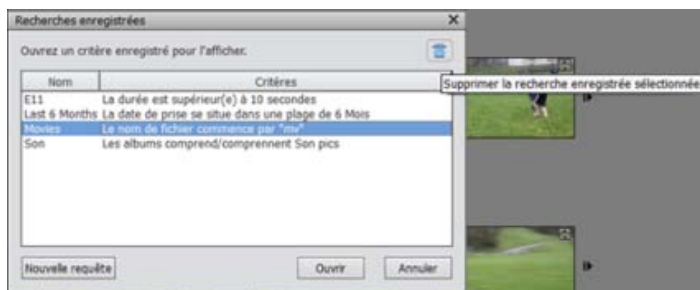 Recherches enregistrées
Ouvrez un critère enregistré pour l'afficher.
Supprimer la recherche enregistrée sélectionnée
Nom Critères
E11 La durée est supérieur(e) à 10 secondes
Last 6 Months La date de prise se situe dans une plage de 6 Mois
Movies Le nom de fichier commence par "mv"
Son Les albums comprend/comprennent Son pics
Nouvelle requête Ouvrir Annuler